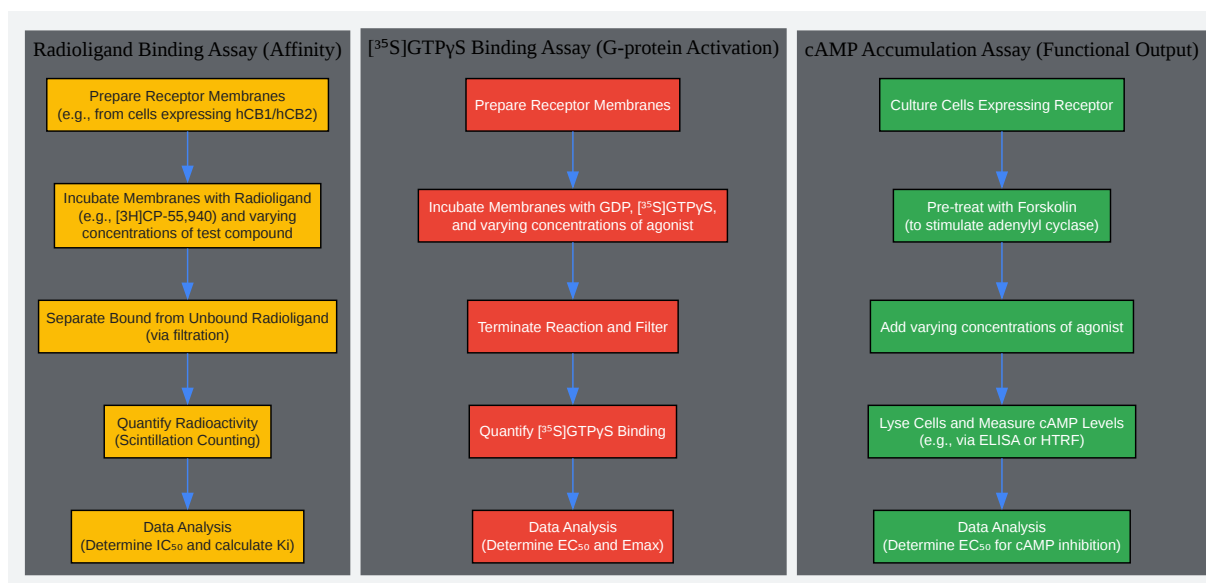 Radioligand Binding Assay (Affinity)
Prepare Receptor Membranes
(e.g., from cells expressing hCB1/hCB2)
Incubate Membranes with Radioligand
(e.g., [3H]CP-55,940) and varying
concentrations of test compound
Separate Bound from Unbound Radioligand
(via filtration)
Quantify Radioactivity
(Scintillation Counting)
Data Analysis
(Determine IC₅₀ and calculate Ki)
[³⁵S]GTPγS Binding Assay (G-protein Activation)
Prepare Receptor Membranes
Incubate Membranes with GDP, [³⁵S]GTPγS,
and varying concentrations of agonist
Terminate Reaction and Filter
Quantify [³⁵S]GTPγS Binding
Data Analysis
(Determine EC₅₀ and Emax)
cAMP Accumulation Assay (Functional Output)
Culture Cells Expressing Receptor
Pre-treat with Forskolin
(to stimulate adenylyl cyclase)
Add varying concentrations of agonist
Lyse Cells and Measure cAMP Levels
(e.g., via ELISA or HTRF)
Data Analysis
(Determine EC₅₀ for cAMP inhibition)